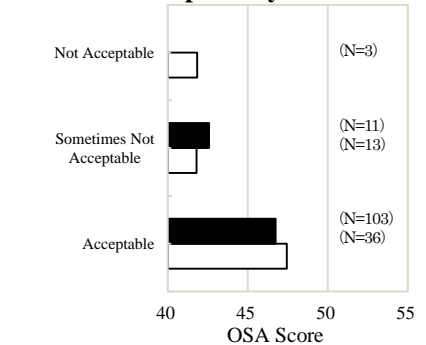 Not Acceptable
(N=3)
Sometimes Not
Acceptable
(N=11)
(N=13)
Acceptable
(N=103)
(N=36)
40 45 50 55
OSA Score